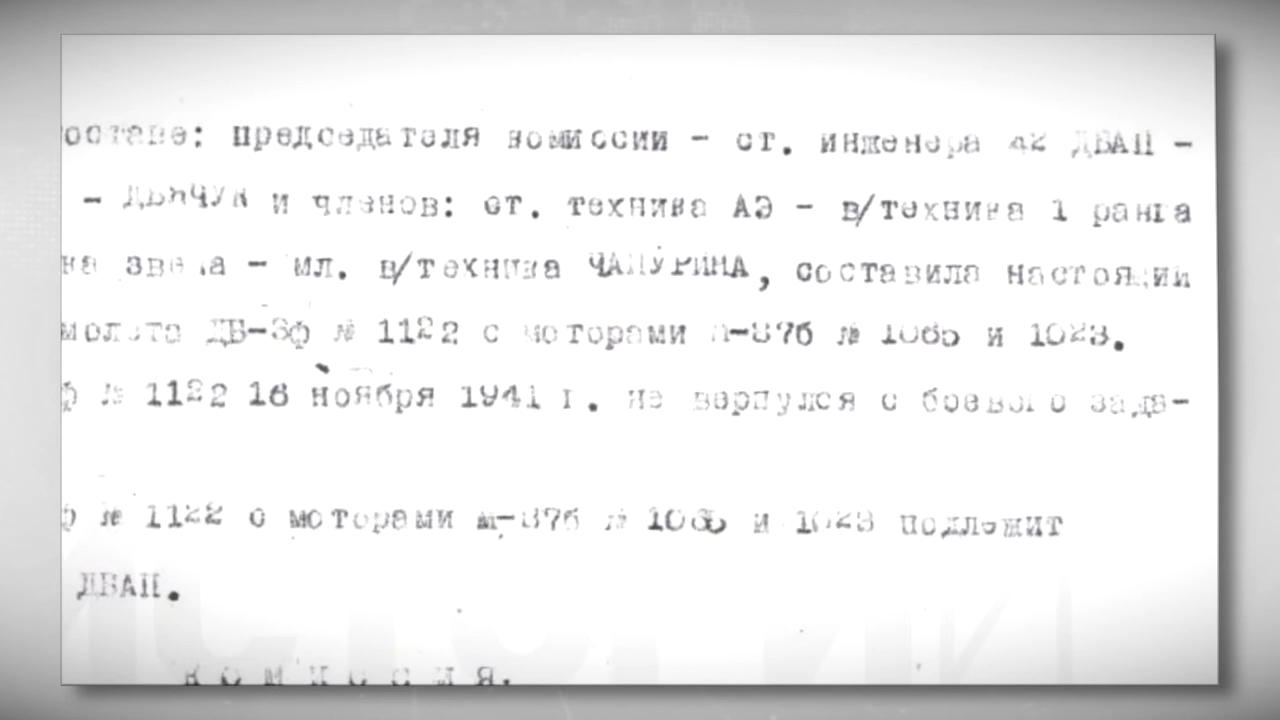 составе: председателя комиссии - ст. инженера 42 ДБАП -
- ДЬЯЧУК и членов: ст. техника АЭ - в/техника 1 ранга
на звена - мл. в/техника ЧАПУРИНА, составила настоящий
молета ДБ-3ф № 1122 с моторами м-87б № 1065 и 1023.
ф № 1122 16 ноября 1941 г. не вернулся с боевого зада-
ф № 1122 с моторами м-87б № 1065 и 1023 подлежит
ДБАП.
комиссия.